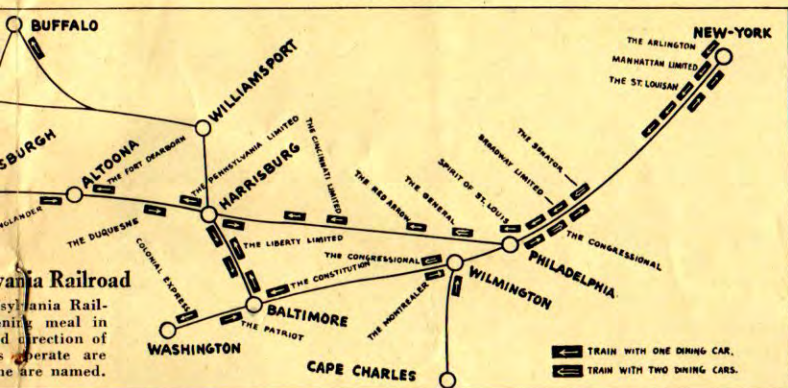 BUFFALO
NEW-YORK
THE ARLINGTON
MANHATTAN LIMITED
THE ST. LOUISAN
WILLIAMSPORT
SBURGH
ALTOONA
THE FORT DEARBORN
THE PENNSYLVANIA LIMITED
HARRISBURG
THE CINCINNATI LIMITED
THE RED ARROW
THE GENERAL
SPIRIT OF ST. LOUIS
BROADWAY LIMITED
THE SENATOR
NGLANDER
THE DUQUESNE
THE LIBERTY LIMITED
THE CONGRESSIONAL
THE CONGRESSIONAL
PHILADELPHIA
COLONIAL EXPRESS
THE CONSTITUTION
WILMINGTON
THE MONTREALER
BALTIMORE
THE PATRIOT
WASHINGTON
CAPE CHARLES
vania Railroad
sylvania Rail-
ening meal in
d direction of
s operate are
ne are named.
TRAIN WITH ONE DINING CAR.
TRAIN WITH TWO DINING CARS.